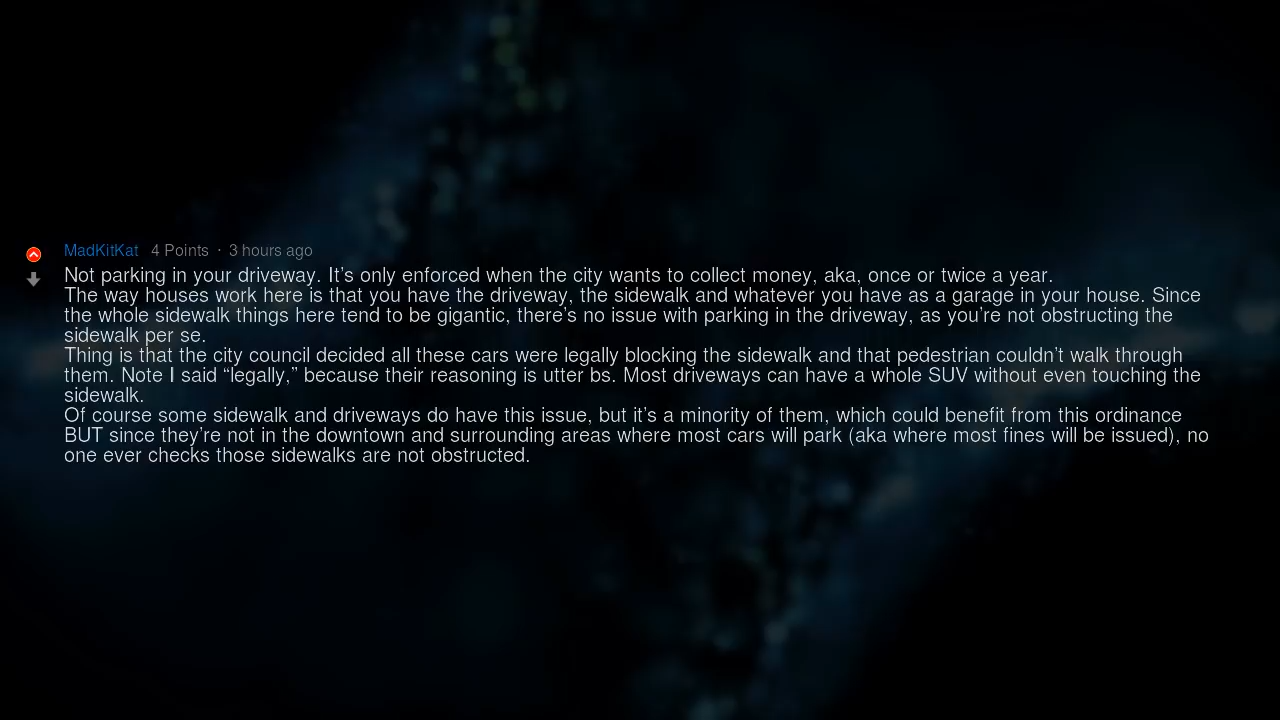 MadKitKat 4 Points · 3 hours ago
Not parking in your driveway. It's only enforced when the city wants to collect money, aka, once or twice a year.
The way houses work here is that you have the driveway, the sidewalk and whatever you have as a garage in your house. Since
the whole sidewalk things here tend to be gigantic, there's no issue with parking in the driveway, as you're not obstructing the
sidewalk per se.
Thing is that the city council decided all these cars were legally blocking the sidewalk and that pedestrian couldn't walk through
them. Note I said “legally,” because their reasoning is utter bs. Most driveways can have a whole SUV without even touching the
sidewalk.
Of course some sidewalk and driveways do have this issue, but it's a minority of them, which could benefit from this ordinance
BUT since they're not in the downtown and surrounding areas where most cars will park (aka where most fines will be issued), no
one ever checks those sidewalks are not obstructed.